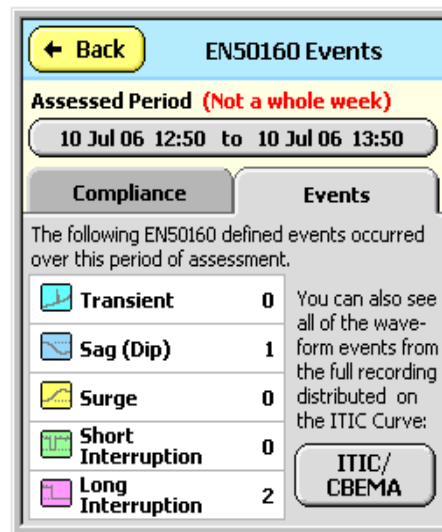 ← Back
EN50160 Events
Assessed Period (Not a whole week)
10 Jul 06 12:50 to 10 Jul 06 13:50
Compliance
Events
The following EN50160 defined events occurred
over this period of assessment.
Transient 0
Sag (Dip) 1
Surge 0
Short
Interruption 0
Long
Interruption 2
You can also see
all of the wave-
form events from
the full recording
distributed on
the ITIC Curve:
ITIC/
CBEMA